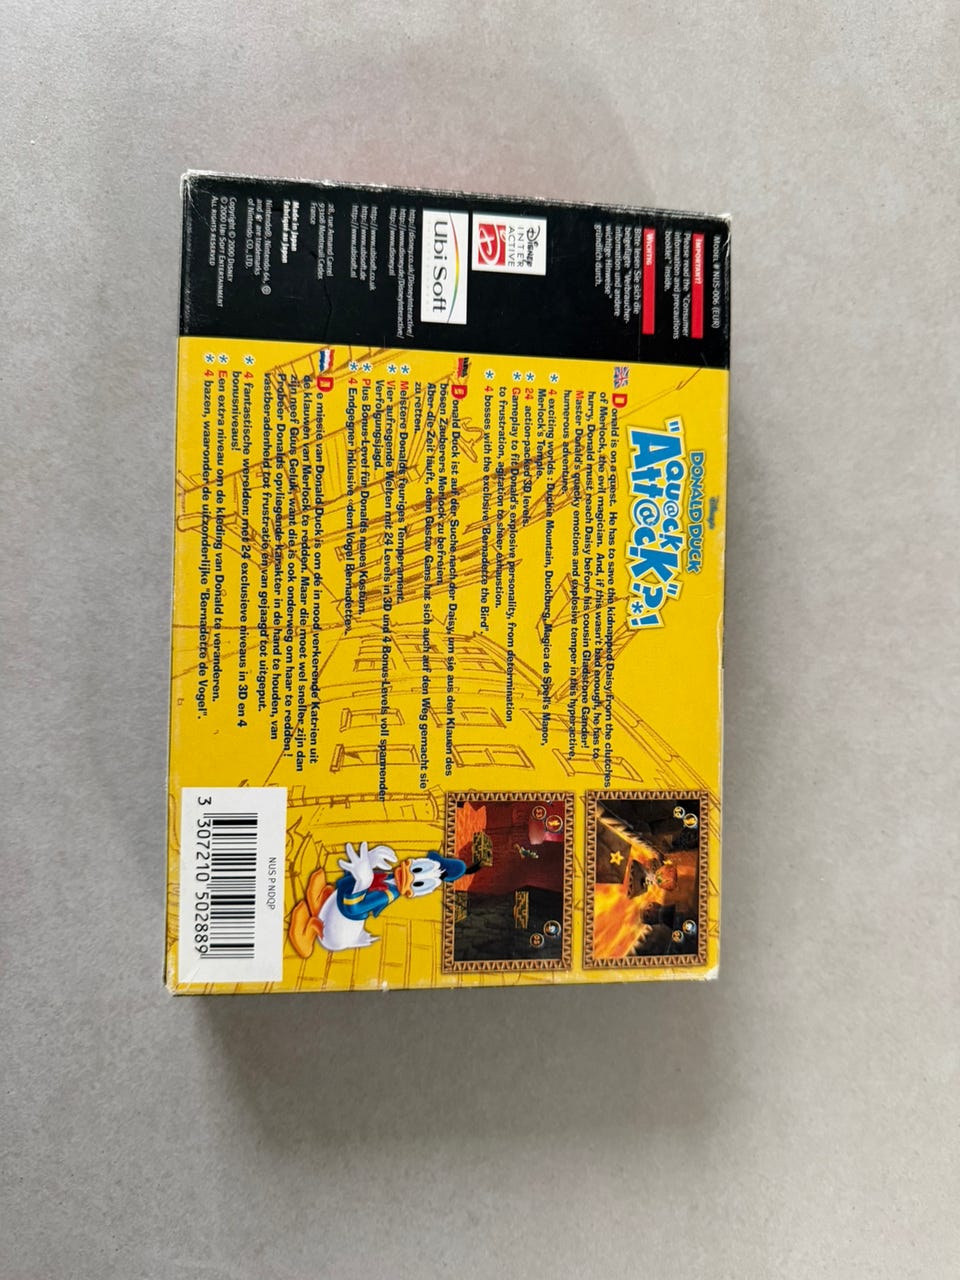 MODEL # NUS-006 (EUR)
IMPORTANT!
Please read the "Consumer
information and precautions
booklet" inside.
WICHTIG
Bitte lesen Sie sich die
beigefügte "Verbraucher-
information und andere
wichtige Hinweise"
gründlich durch.
DISNEY
INTER
ACTIVE
Ubi Soft
http://disney.co.uk/DisneyInteractive/
http://www.disney.de/DisneyInteractive/
http://www.disney.nl
http://www.ubisoft.co.uk
http://www.ubisoft.de
http://www.ubisoft.nl
28, rue Armand Carrel
93108 Montreuil Cedex
France
Made in Japan
Fabriqué au Japon
Nintendo®, Nintendo 64, ®
and are trademarks
of Nintendo CO, LTD.
Copyright © 2000 DISNEY
© 2000 UBI SOFT ENTERTAINMENT
ALL RIGHTS RESERVED
Disney's
DONALD DUCK
"QU@CK
ATT@CK"?*!
Donald is on a quest. He has to save the kidnapped Daisy from the clutches
of Merlock, the evil magician. And, if this wasn't bad enough, he has to
hurry. Donald must reach Daisy before his cousin Gladstone Gander!
Master Donald's quacky emotions and explosive temper in this hyperactive,
humorous adventure.
* 4 exciting worlds : Duckie Mountain, Duckburg, Magica de Spell's Manor,
Merlock's Temple.
* 24 action-packed 3D levels.
* Gameplay to fit Donald's explosive personality, from determination
to frustration, agitation to sheer exhaustion.
* 4 bosses with the exclusive "Bernadette the Bird"
Donald Duck ist auf der Suche nach der Daisy, um sie aus den Klauen des
bösen Zauberers Merlock zu befreien.
Aber die Zeit läuft, denn Gustav Gans har sich auch auf den Weg gemacht sie
zu retten.
* Meistere Donalds feuriges Temperament.
* Vier aufregende Welten mit 24 Levels in 3D und 4 Bonus-Levels voll spannender
Verfolgungsjagd.
* Plus Bonus-Level für Donalds neues Kostüm.
* 4 Endgegner inklusive «dem Vogel Bernadette».
De missie van Donald Duck is om de in nood verkerende Katrien uit
de klauwen van Merlock te redden. Maar die moet wel sneller zijn dan
zijn neef Guus Geluk, want die is ook onderweg om haar te redden !
Probeer Donalds opvliegende karakter in de hand te houden, van
vastberadenheid tot frustratie en van gejaagd tot uitgeput.
* 4 fantastische werelden: met 24 exclusieve niveaus in 3D en 4
bonusniveaus!
* Een extra niveau om de kleding van Donald te veranderen.
* 4 bazen, waaronder de uitzonderlijke "Bernadette de Vogel".
NUS P NDQP
3 307210 502889